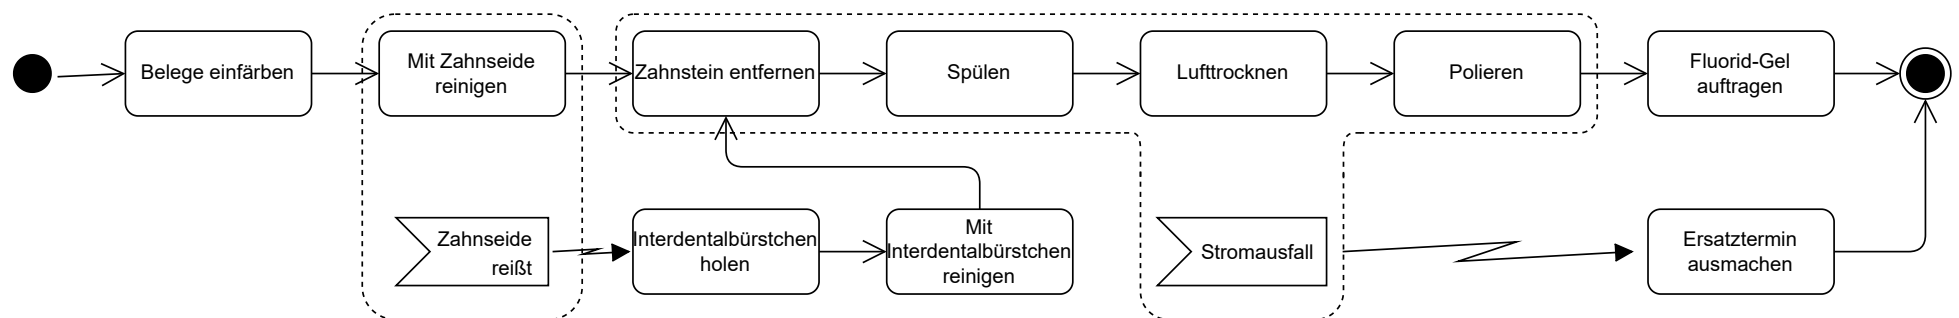 Belege einfärben
Mit Zahnseide
reinigen
Zahnstein entfernen
Spülen
Lufttrocknen
Polieren
Fluorid-Gel
auftragen
Zahnseide
reißt
Interdentalbürstchen
holen
Mit
Interdentalbürstchen
reinigen
Stromausfall
Ersatztermin
ausmachen